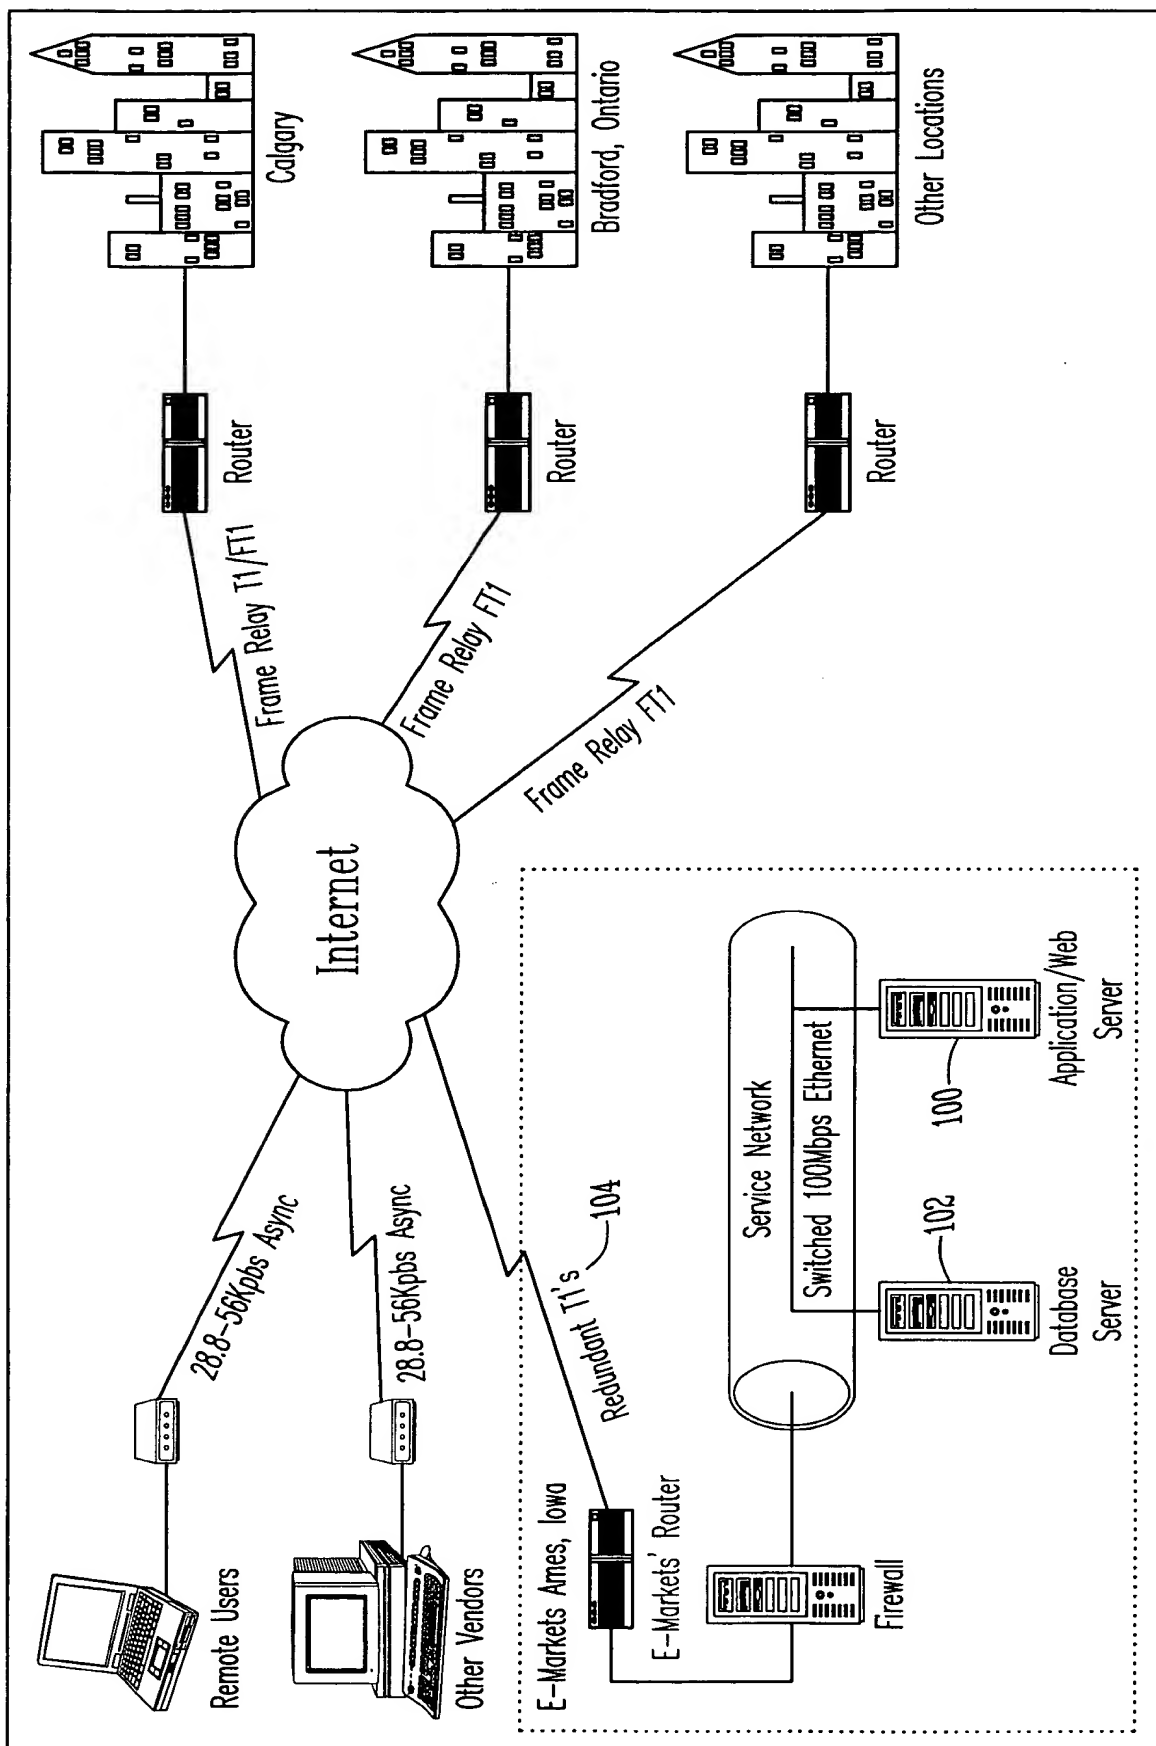 Remote Users
28.8-56Kpbs Async
Frame Relay T1/FT1
Router
Calgary
Other Vendors
28.8-56Kpbs Async
Internet
Frame Relay FT1
Router
Bradford, Ontario
Frame Relay FT1
Router
Other Locations
E-Markets Ames, Iowa
Redundant T1's
104
E-Markets' Router
Firewall
Service Network
Switched 100Mbps Ethernet
102
100
Database
Server
Application/Web
Server